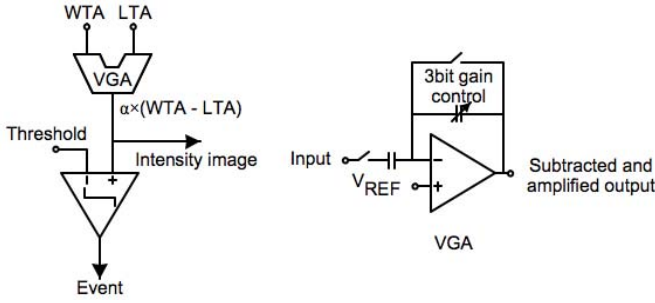 WTA LTA
VGA
α×(WTA - LTA)
Threshold
Intensity image
Event
3bit gain
control
Input
VREF
Subtracted and
amplified output
VGA